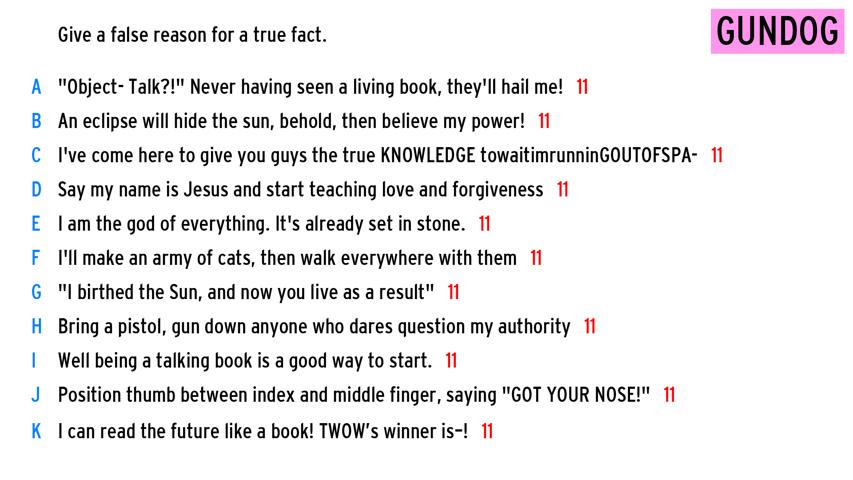 Give a false reason for a true fact.
GUNDOG
A "Object- Talk?!" Never having seen a living book, they'll hail me! 11
B An eclipse will hide the sun, behold, then believe my power! 11
C I've come here to give you guys the true KNOWLEDGE towaitimrunninGOUTOFSPA- 11
D Say my name is Jesus and start teaching love and forgiveness 11
E I am the god of everything. It's already set in stone. 11
F I'll make an army of cats, then walk everywhere with them 11
G "I birthed the Sun, and now you live as a result" 11
H Bring a pistol, gun down anyone who dares question my authority 11
I Well being a talking book is a good way to start. 11
J Position thumb between index and middle finger, saying "GOT YOUR NOSE!" 11
K I can read the future like a book! TWOW’s winner is–! 11